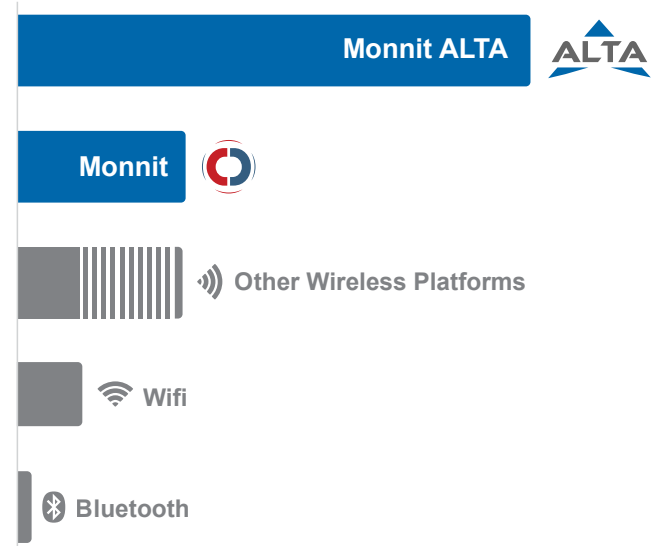 Monnit ALTA
ALTA
Monnit
Other Wireless Platforms
Wifi
Bluetooth